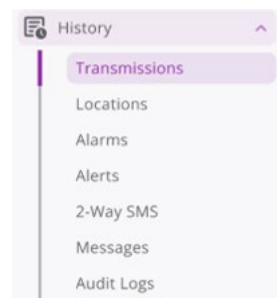 History
Transmissions
Locations
Alarms
Alerts
2-Way SMS
Messages
Audit Logs